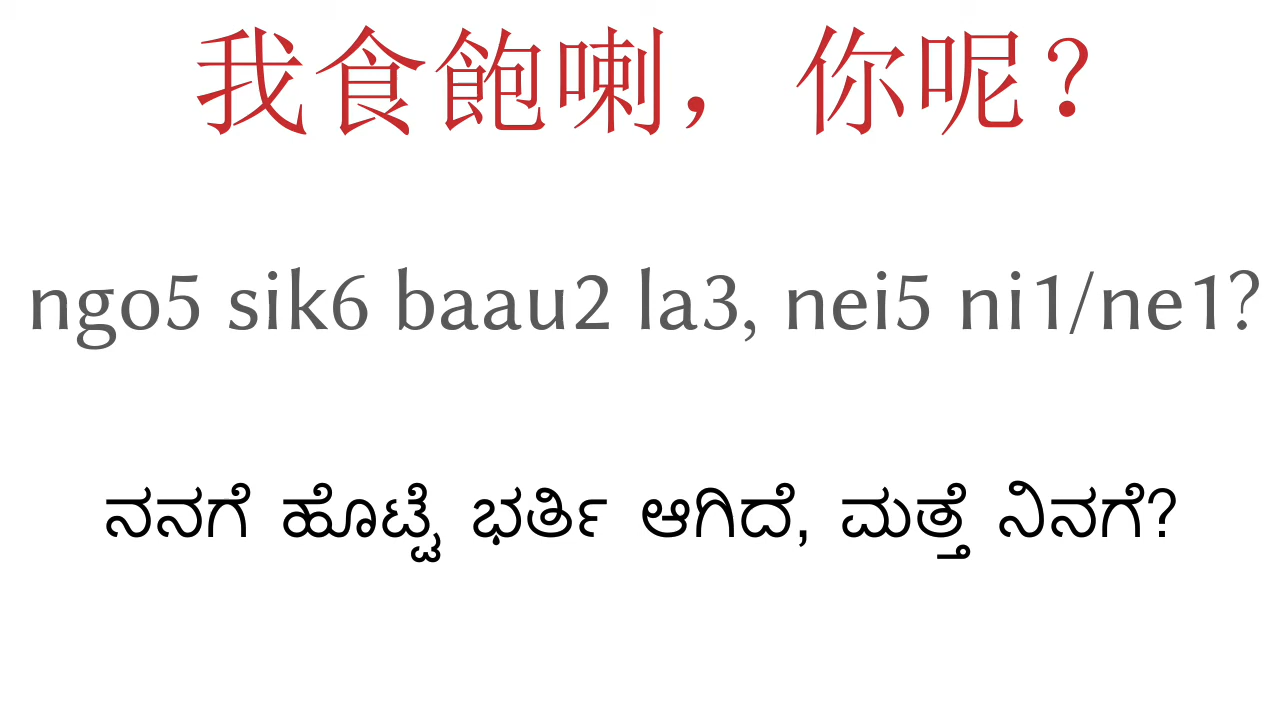 我食飽喇，你呢？
ngo5 sik6 baau2 la3, nei5 ni1/ne1?
ನನಗೆ ಹೊಟ್ಟೆ ಭರ್ತಿ ಆಗಿದೆ, ಮತ್ತೆ ನಿನಗೆ?